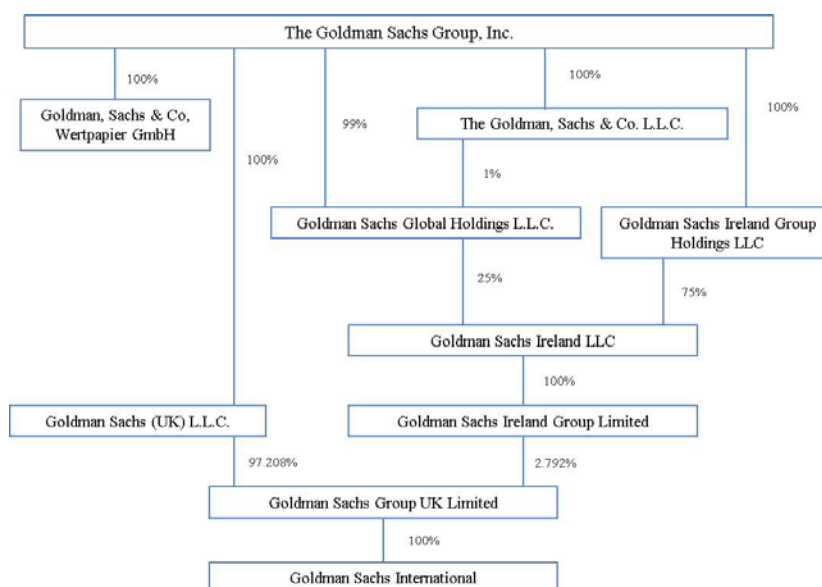 The Goldman Sachs Group, Inc.
100%
100%
100%
Goldman, Sachs & Co,
Wertpapier GmbH
99%
The Goldman, Sachs & Co. L.L.C.
100%
1%
Goldman Sachs Global Holdings L.L.C.
Goldman Sachs Ireland Group
Holdings LLC
25%
75%
Goldman Sachs Ireland LLC
100%
Goldman Sachs (UK) L.L.C.
Goldman Sachs Ireland Group Limited
97.208%
2.792%
Goldman Sachs Group UK Limited
100%
Goldman Sachs International